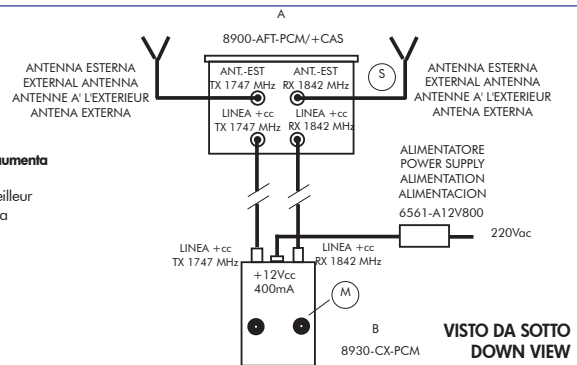 A
8900-AFT-PCM/+CAS
ANTENNA ESTERNA
EXTERNAL ANTENNA
ANTENNE A' L'EXTERIEUR
ANTENA EXTERNA
ANT.-EST
TX 1747 MHz
ANT.-EST
RX 1842 MHz
S
ANTENNA ESTERNA
EXTERNAL ANTENNA
ANTENNE A' L'EXTERIEUR
ANTENA EXTERNA
LINEA +cc
TX 1747 MHz
LINEA +cc
RX 1842 MHz
ALIMENTATORE
POWER SUPPLY
ALIMENTATION
ALIMENTACION
6561-A12V800
220Vac
LINEA +cc
TX 1747 MHz
LINEA +cc
RX 1842 MHz
+12Vcc
400mA
M
B
8930-CX-PCM
VISTO DA SOTTO
DOWN VIEW